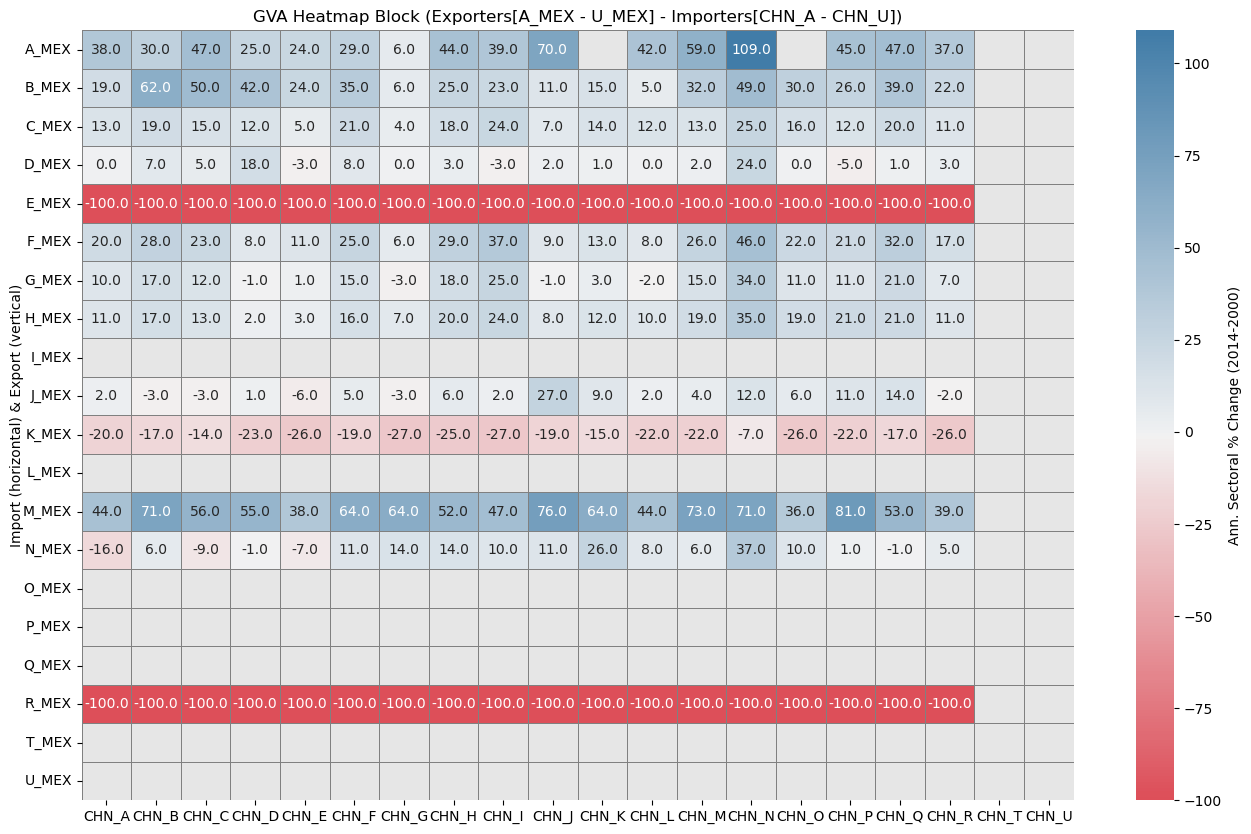 GVA Heatmap Block (Exporters[A_MEX - U_MEX] - Importers[CHN_A - CHN_U])
Import (horizontal) & Export (vertical)
A_MEX 38.0 30.0 47.0 25.0 24.0 29.0 6.0 44.0 39.0 70.0 42.0 59.0 109.0 45.0 47.0 37.0
B_MEX 19.0 62.0 50.0 42.0 24.0 35.0 6.0 25.0 23.0 11.0 15.0 5.0 32.0 49.0 30.0 26.0 39.0 22.0
C_MEX 13.0 19.0 15.0 12.0 5.0 21.0 4.0 18.0 24.0 7.0 14.0 12.0 13.0 25.0 16.0 12.0 20.0 11.0
D_MEX 0.0 7.0 5.0 18.0 -3.0 8.0 0.0 3.0 -3.0 2.0 1.0 0.0 2.0 24.0 0.0 -5.0 1.0 3.0
E_MEX -100.0 -100.0 -100.0 -100.0 -100.0 -100.0 -100.0 -100.0 -100.0 -100.0 -100.0 -100.0 -100.0 -100.0 -100.0 -100.0 -100.0 -100.0
F_MEX 20.0 28.0 23.0 8.0 11.0 25.0 6.0 29.0 37.0 9.0 13.0 8.0 26.0 46.0 22.0 21.0 32.0 17.0
G_MEX 10.0 17.0 12.0 -1.0 1.0 15.0 -3.0 18.0 25.0 -1.0 3.0 -2.0 15.0 34.0 11.0 11.0 21.0 7.0
H_MEX 11.0 17.0 13.0 2.0 3.0 16.0 7.0 20.0 24.0 8.0 12.0 10.0 19.0 35.0 19.0 21.0 21.0 11.0
I_MEX
J_MEX 2.0 -3.0 -3.0 1.0 -6.0 5.0 -3.0 6.0 2.0 27.0 9.0 2.0 4.0 12.0 6.0 11.0 14.0 -2.0
K_MEX -20.0 -17.0 -14.0 -23.0 -26.0 -19.0 -27.0 -25.0 -27.0 -19.0 -15.0 -22.0 -22.0 -7.0 -26.0 -22.0 -17.0 -26.0
L_MEX
M_MEX 44.0 71.0 56.0 55.0 38.0 64.0 64.0 52.0 47.0 76.0 64.0 44.0 73.0 71.0 36.0 81.0 53.0 39.0
N_MEX -16.0 6.0 -9.0 -1.0 -7.0 11.0 14.0 14.0 10.0 11.0 26.0 8.0 6.0 37.0 10.0 1.0 -1.0 5.0
O_MEX
P_MEX
Q_MEX
R_MEX -100.0 -100.0 -100.0 -100.0 -100.0 -100.0 -100.0 -100.0 -100.0 -100.0 -100.0 -100.0 -100.0 -100.0 -100.0 -100.0 -100.0 -100.0
T_MEX
U_MEX
CHN_A CHN_B CHN_C CHN_D CHN_E CHN_F CHN_G CHN_H CHN_I CHN_J CHN_K CHN_L CHN_M CHN_N CHN_O CHN_P CHN_Q CHN_R CHN_T CHN_U
100
75
50
25
0
−25
−50
−75
−100
Ann. Sectoral % Change (2014-2000)